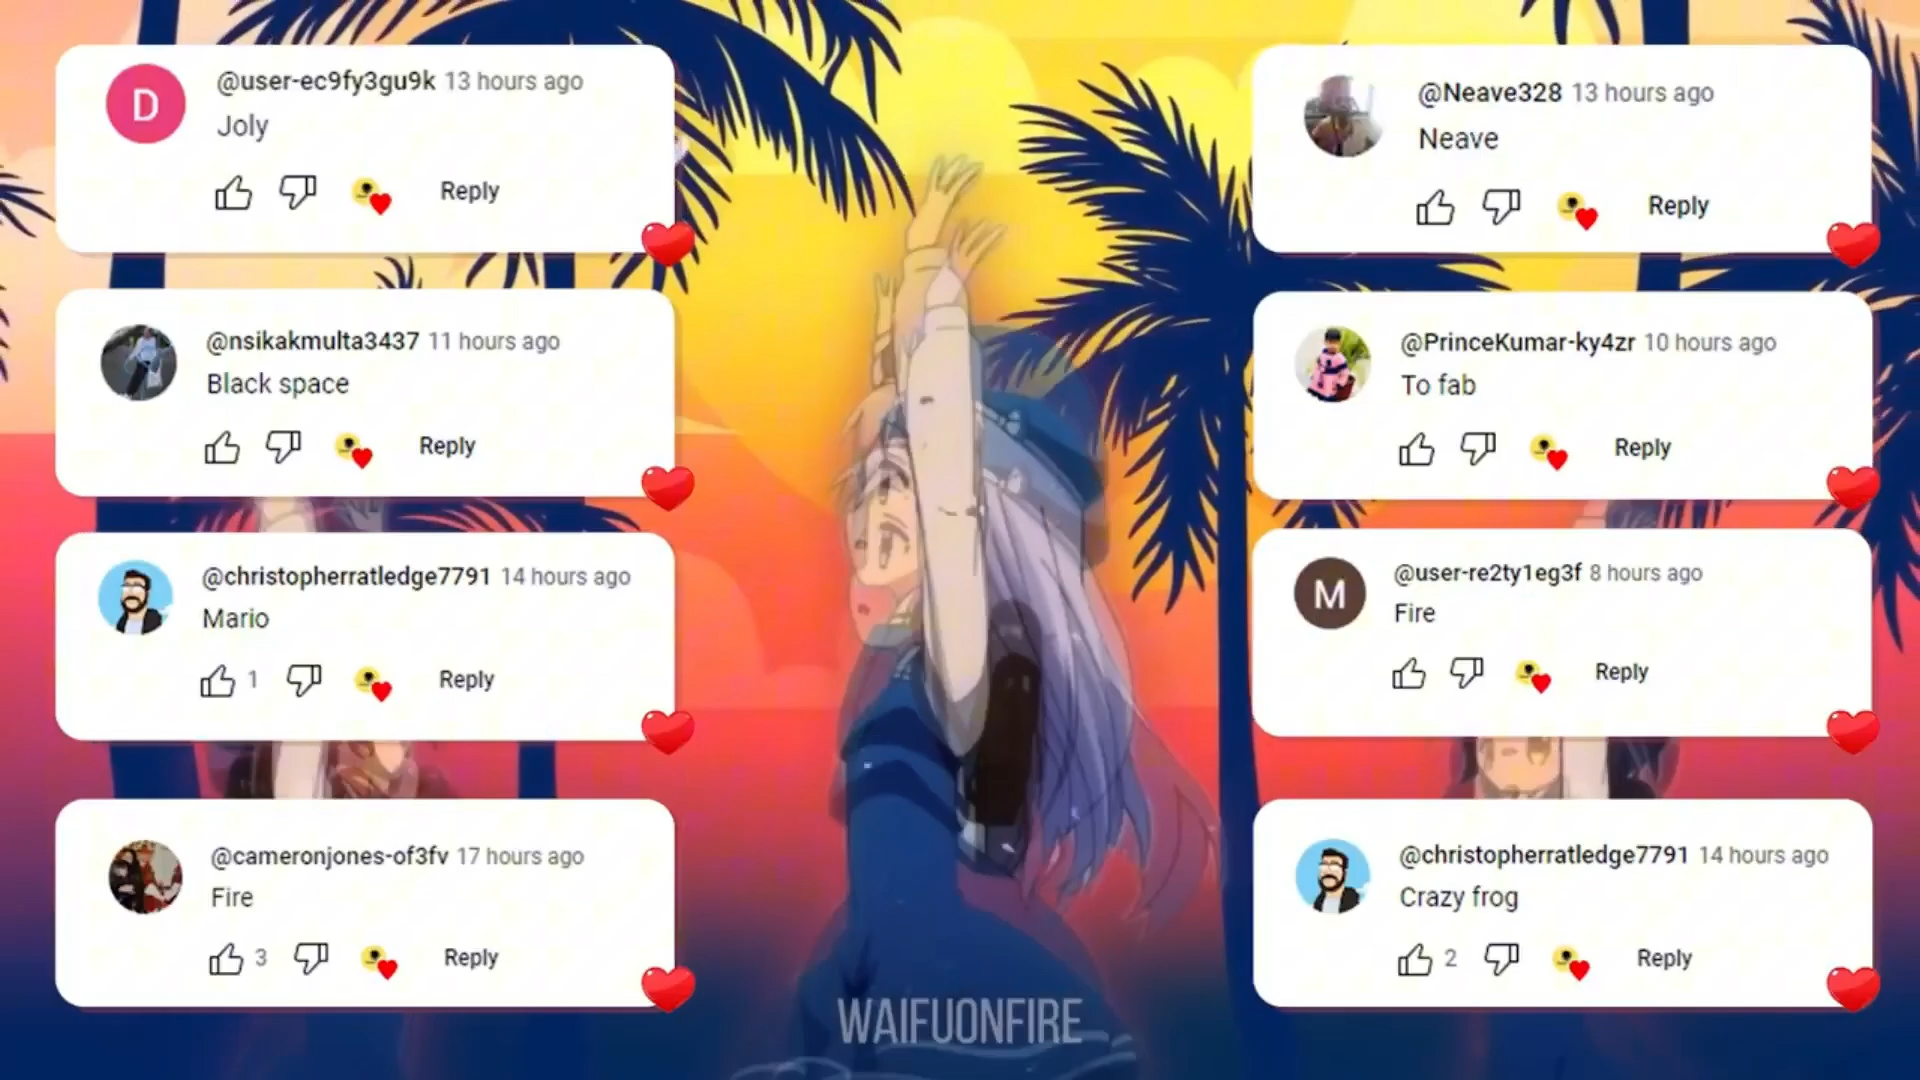 D
@user-ec9fy3gu9k 13 hours ago
Joly
Reply
@nsikakmulta3437 11 hours ago
Black space
Reply
@christopherratledge7791 14 hours ago
Mario
1 Reply
@cameronjones-of3fv 17 hours ago
Fire
3 Reply
@Neave328 13 hours ago
Neave
Reply
@PrinceKumar-ky4zr 10 hours ago
To fab
Reply
M
@user-re2ty1eg3f 8 hours ago
Fire
Reply
@christopherratledge7791 14 hours ago
Crazy frog
2 Reply
WAIFUONFIRE